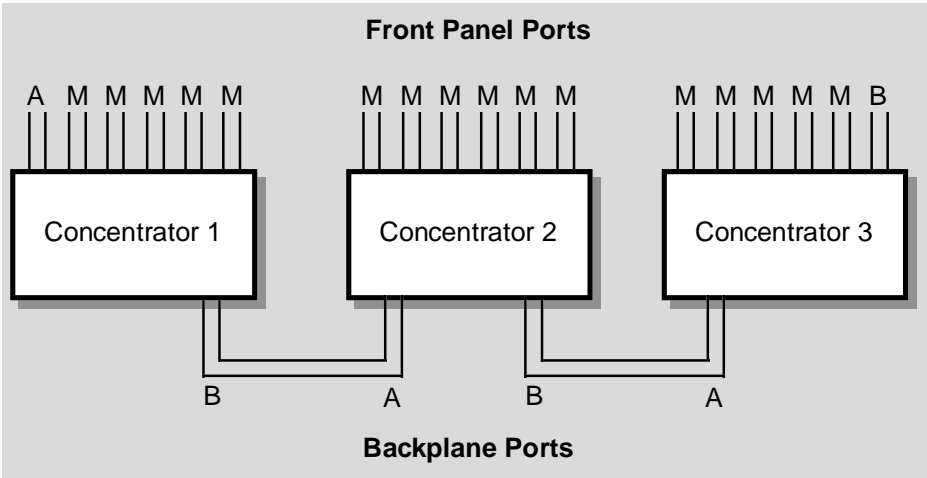 Front Panel Ports
A M M M M M M M M M M M M M M M M B
Concentrator 1 Concentrator 2 Concentrator 3
B A B A
Backplane Ports